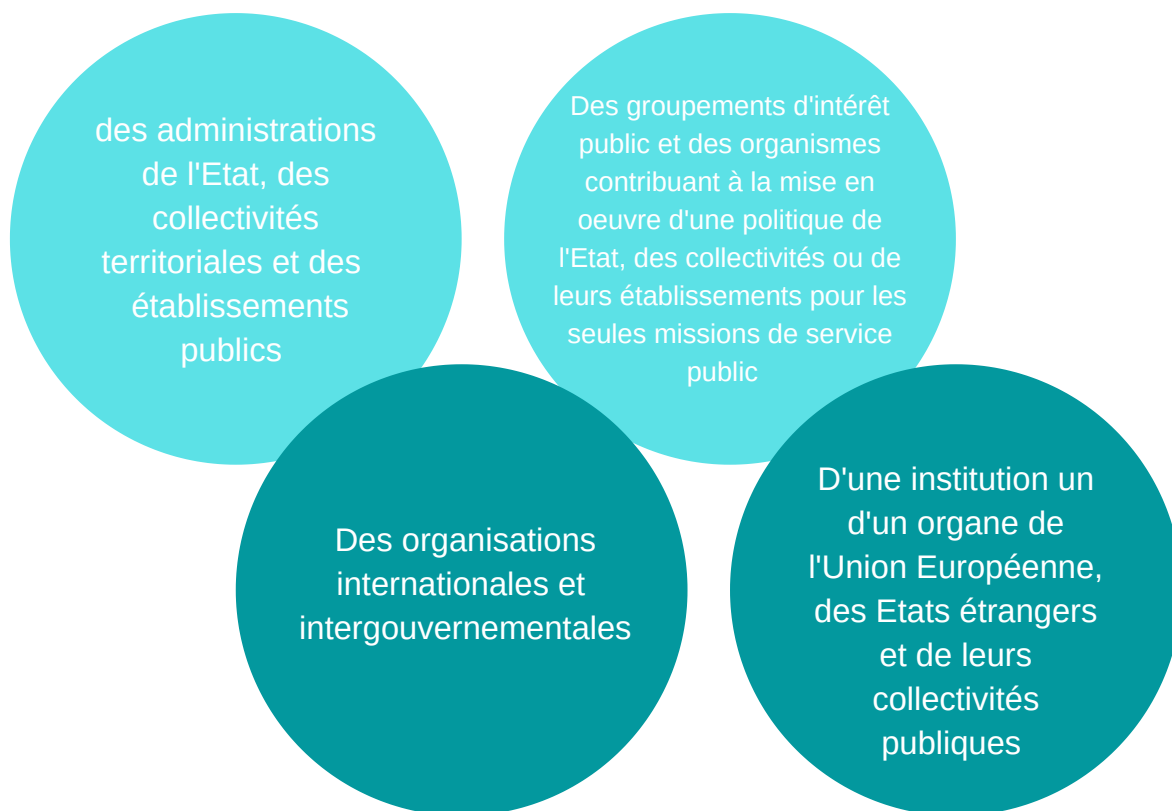 des administrations
de l'Etat, des
collectivités
territoriales et des
établissements
publics
Des groupements d'intérêt
public et des organismes
contribuant à la mise en
oeuvre d'une politique de
l'Etat, des collectivités ou de
leurs établissements pour les
seules missions de service
public
Des organisations
internationales et
intergouvernementales
D'une institution un
d'un organe de
l'Union Européenne,
des Etats étrangers
et de leurs
collectivités
publiques